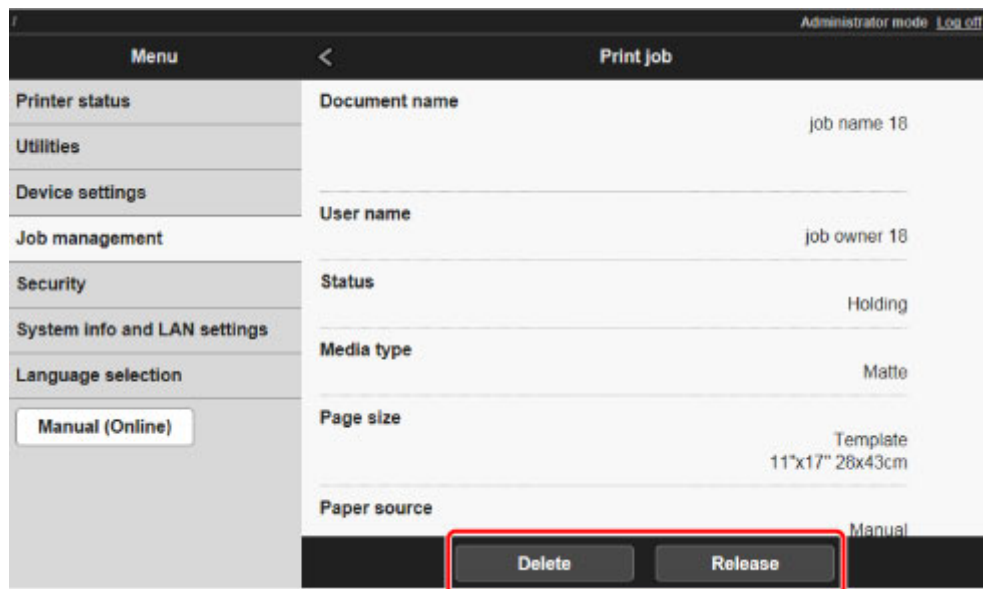 /
Administrator mode Log off
Menu
< Print job
Printer status
Utilities
Device settings
Job management
Security
System info and LAN settings
Language selection
Manual (Online)
Document name
job name 18
User name
job owner 18
Status
Holding
Media type
Matte
Page size
Template
11"x17" 28x43cm
Paper source
Manual
Delete
Release